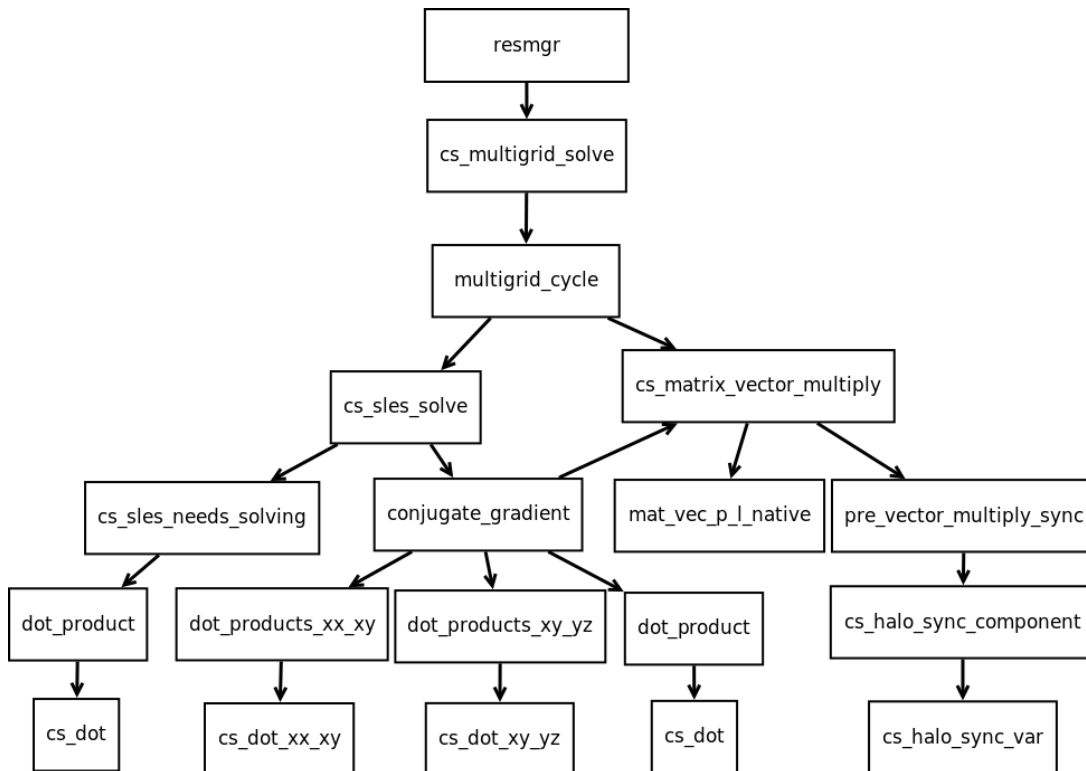 resmgr
cs_multigrid_solve
multigrid_cycle
cs_matrix_vector_multiply
cs_sles_solve
cs_sles_needs_solving
conjugate_gradient
mat_vec_p_l_native
pre_vector_multiply_sync
dot_product
dot_products_xx_xy
dot_products_xy_yz
dot_product
cs_halo_sync_component
cs_dot
cs_dot_xx_xy
cs_dot_xy_yz
cs_dot
cs_halo_sync_var